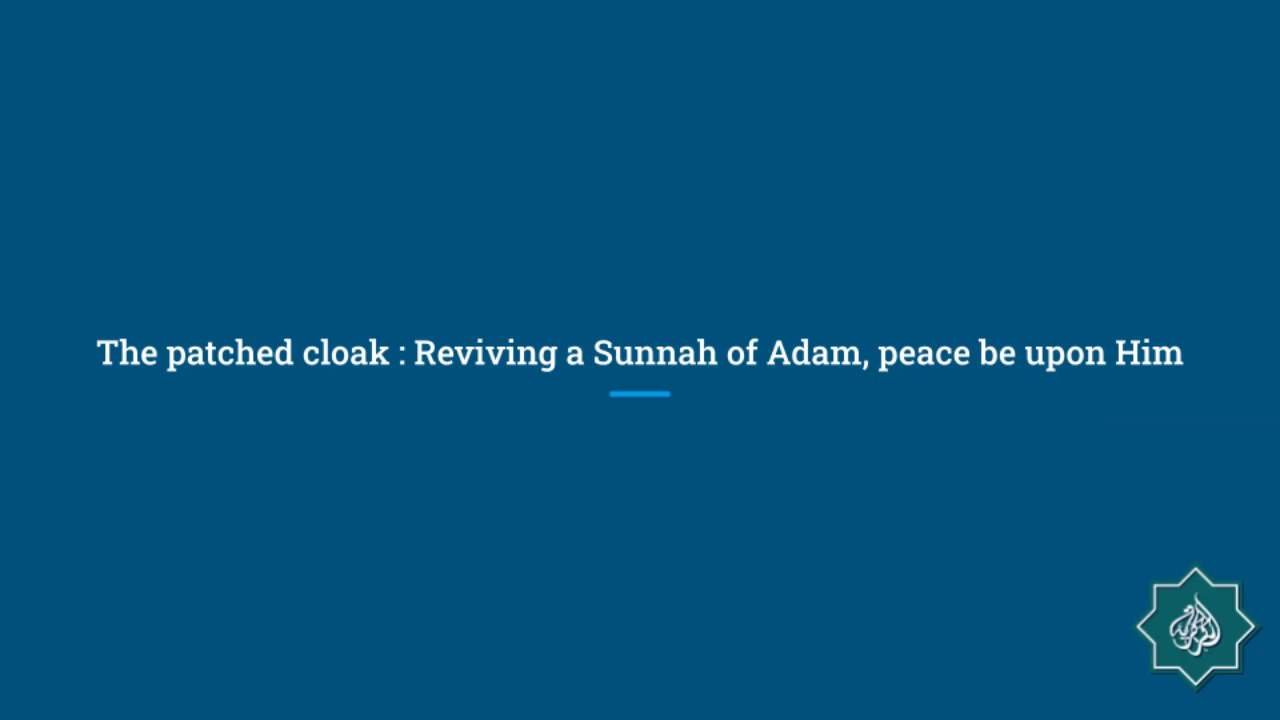 The patched cloak : Reviving a Sunnah of Adam, peace be upon Him